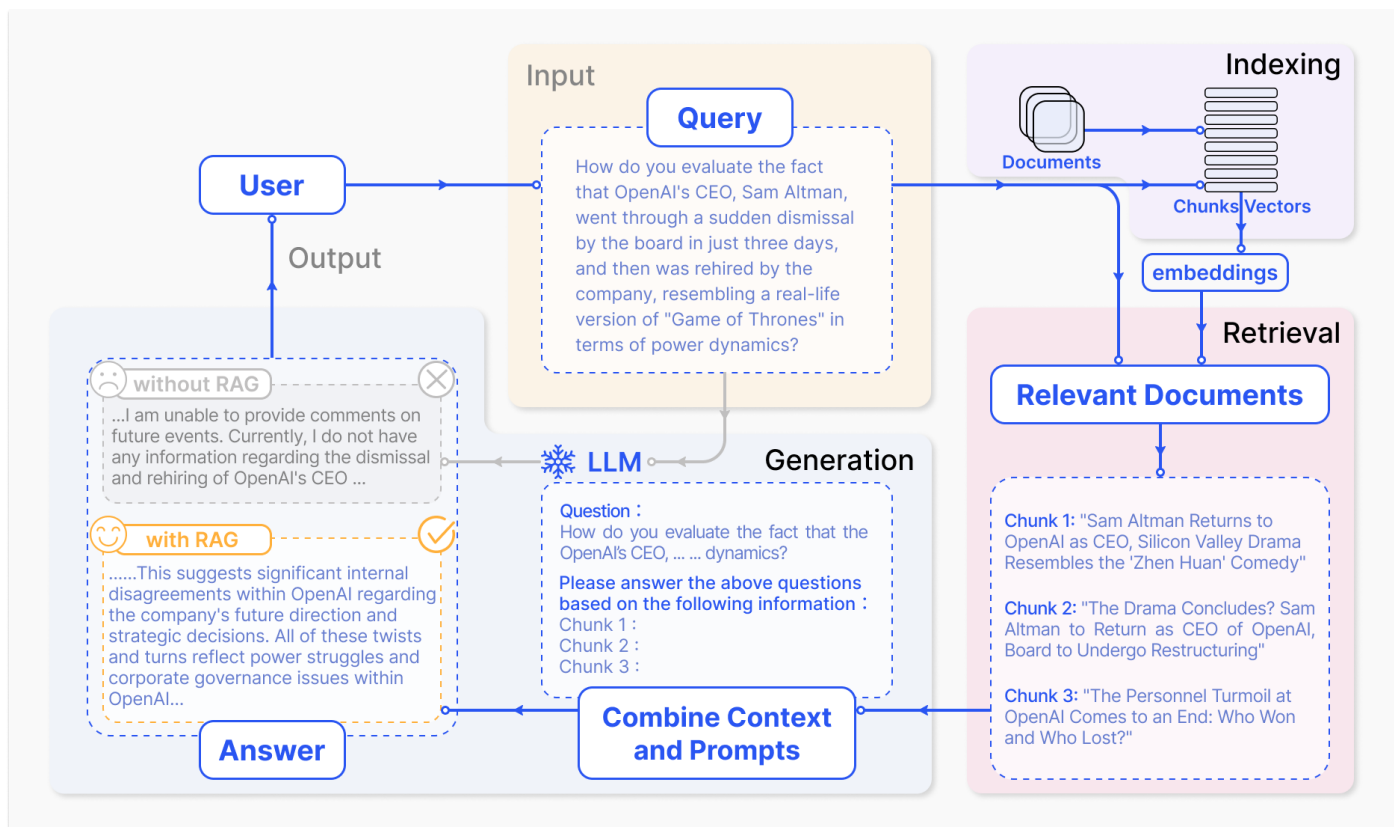 Input
Query
How do you evaluate the fact
that OpenAI's CEO, Sam Altman,
went through a sudden dismissal
by the board in just three days,
and then was rehired by the
company, resembling a real-life
version of "Game of Thrones" in
terms of power dynamics?
Indexing
Documents
Chunks Vectors
embeddings
User
Output
Retrieval
Relevant Documents
Chunk 1: "Sam Altman Returns to
OpenAI as CEO, Silicon Valley Drama
Resembles the 'Zhen Huan' Comedy"
Chunk 2: "The Drama Concludes? Sam
Altman to Return as CEO of OpenAI,
Board to Undergo Restructuring"
Chunk 3: "The Personnel Turmoil at
OpenAI Comes to an End: Who Won
and Who Lost?"
Generation
LLM
Question :
How do you evaluate the fact that the
OpenAI's CEO, ... ... dynamics?
Please answer the above questions
based on the following information :
Chunk 1 :
Chunk 2 :
Chunk 3 :
Combine Context
and Prompts
without RAG
...I am unable to provide comments on
future events. Currently, I do not have
any information regarding the dismissal
and rehiring of OpenAI's CEO ...
with RAG
......This suggests significant internal
disagreements within OpenAI regarding
the company's future direction and
strategic decisions. All of these twists
and turns reflect power struggles and
corporate governance issues within
OpenAI...
Answer